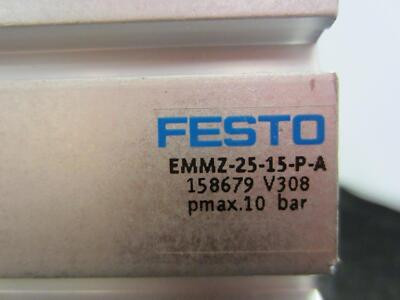 FESTO
EMMZ-25-15-P-A
158679 V308
pmax.10 bar